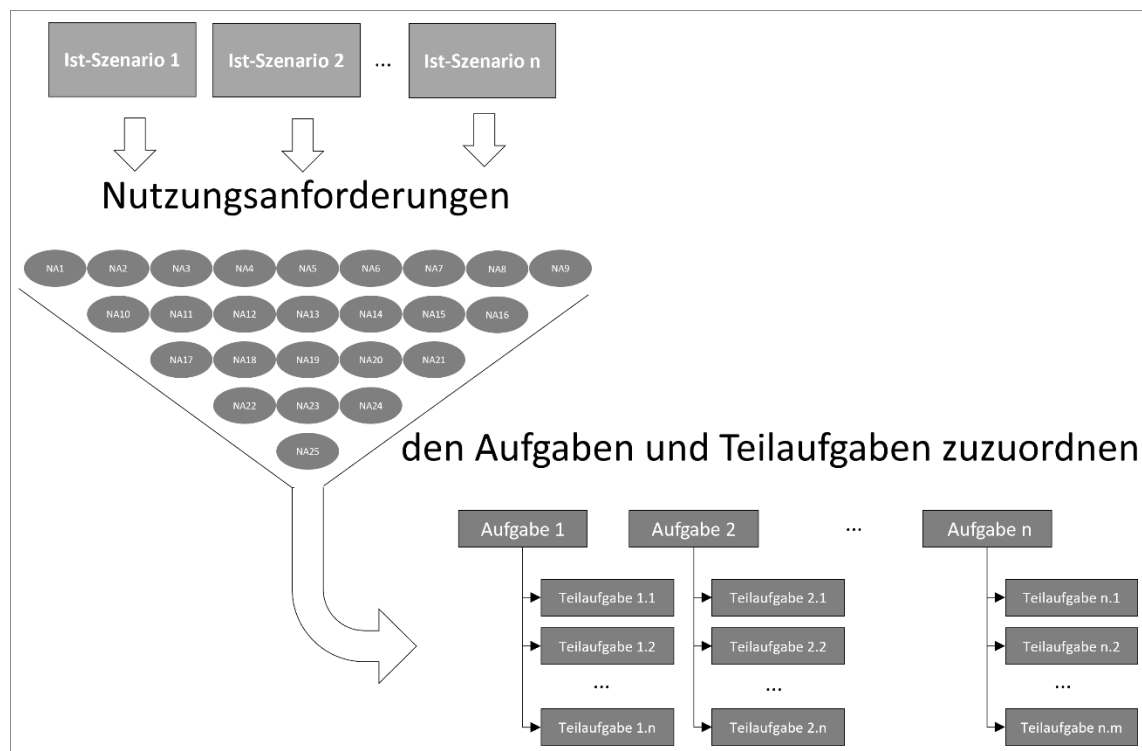 Ist-Szenario 1 Ist-Szenario 2 ... Ist-Szenario n
Nutzungsanforderungen
NA1 NA2 NA3 NA4 NA5 NA6 NA7 NA8 NA9
NA10 NA11 NA12 NA13 NA14 NA15 NA16
NA17 NA18 NA19 NA20 NA21
NA22 NA23 NA24
NA25
den Aufgaben und Teilaufgaben zuzuordnen
Aufgabe 1 Aufgabe 2 ... Aufgabe n
Teilaufgabe 1.1 Teilaufgabe 2.1 Teilaufgabe n.1
Teilaufgabe 1.2 Teilaufgabe 2.2 Teilaufgabe n.2
... ... ...
Teilaufgabe 1.n Teilaufgabe 2.n Teilaufgabe n.m